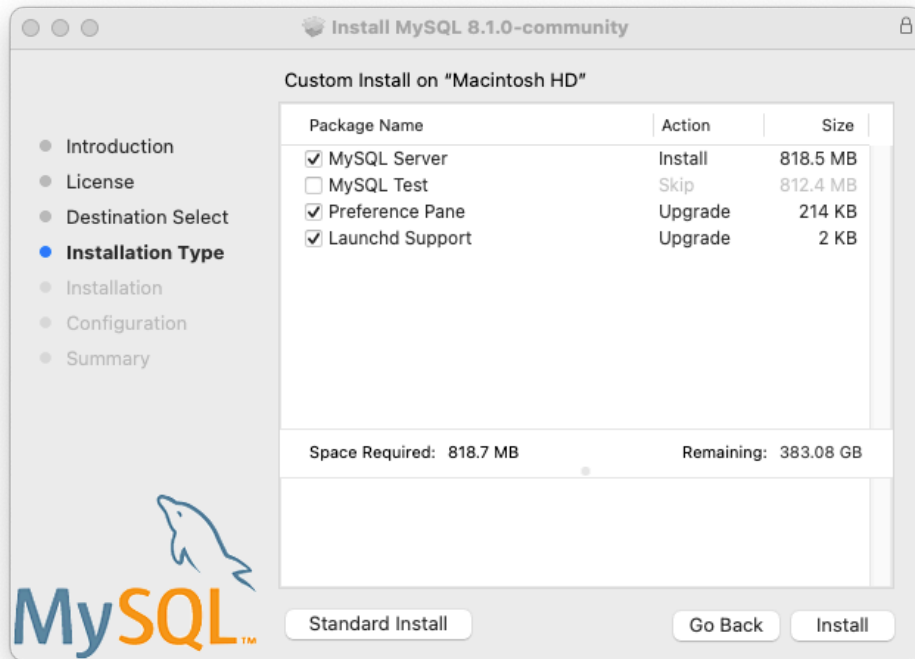 Install MySQL 8.1.0-community
Custom Install on “Macintosh HD”
Introduction
License
Destination Select
Installation Type
Installation
Configuration
Summary
Package Name Action Size
MySQL Server Install 818.5 MB
MySQL Test Skip 812.4 MB
Preference Pane Upgrade 214 KB
Launchd Support Upgrade 2 KB
Space Required: 818.7 MB Remaining: 383.08 GB
MySQL™
Standard Install Go Back Install